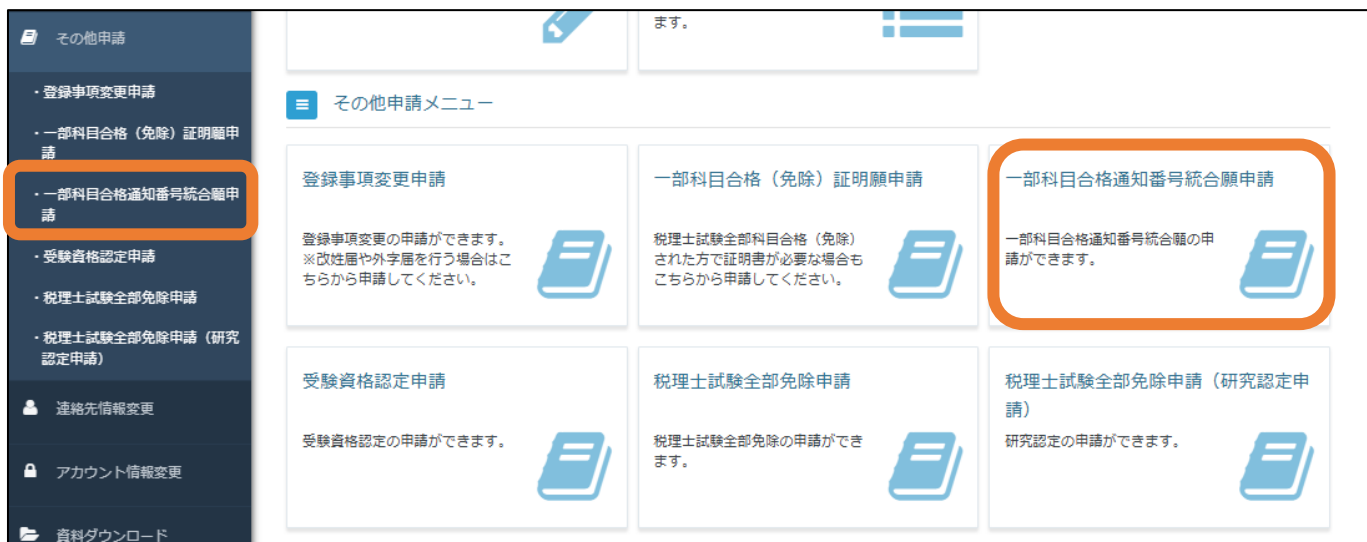 その他申請
・登録事項変更申請
・一部科目合格（免除）証明願申
請
・一部科目合格通知番号統合願申
請
・受験資格認定申請
・税理士試験全部免除申請
・税理士試験全部免除申請（研究
認定申請）
連絡先情報変更
アカウント情報変更
資料ダウンロード
ます。
その他申請メニュー
登録事項変更申請
登録事項変更の申請ができます。
※改姓届や外字届を行う場合はこ
ちらから申請してください。
一部科目合格（免除）証明願申請
税理士試験全部科目合格（免除）
された方で証明書が必要な場合も
こちらから申請してください。
一部科目合格通知番号統合願申請
一部科目合格通知番号統合願の申
請ができます。
受験資格認定申請
受験資格認定の申請ができます。
税理士試験全部免除申請
税理士試験全部免除の申請ができ
ます。
税理士試験全部免除申請（研究認定申
請）
研究認定の申請ができます。